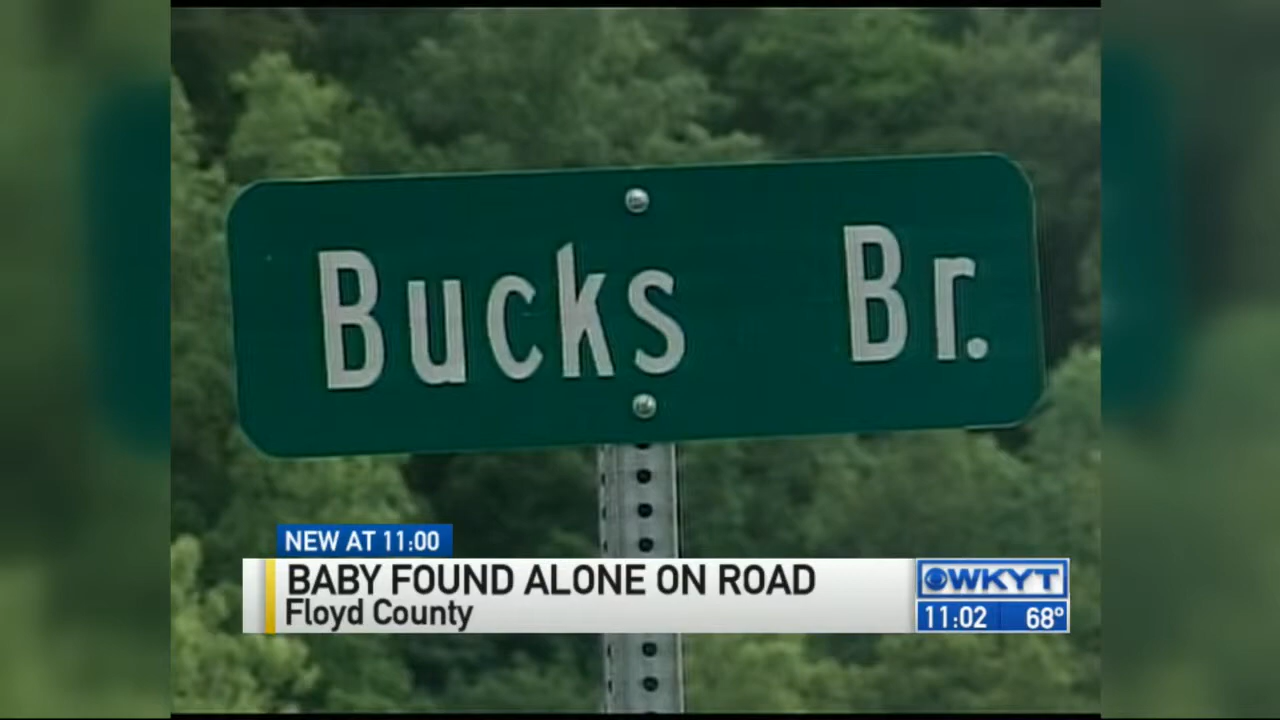 Bucks Br.
NEW AT 11:00
BABY FOUND ALONE ON ROAD
Floyd County
WKYT
11:02 68°